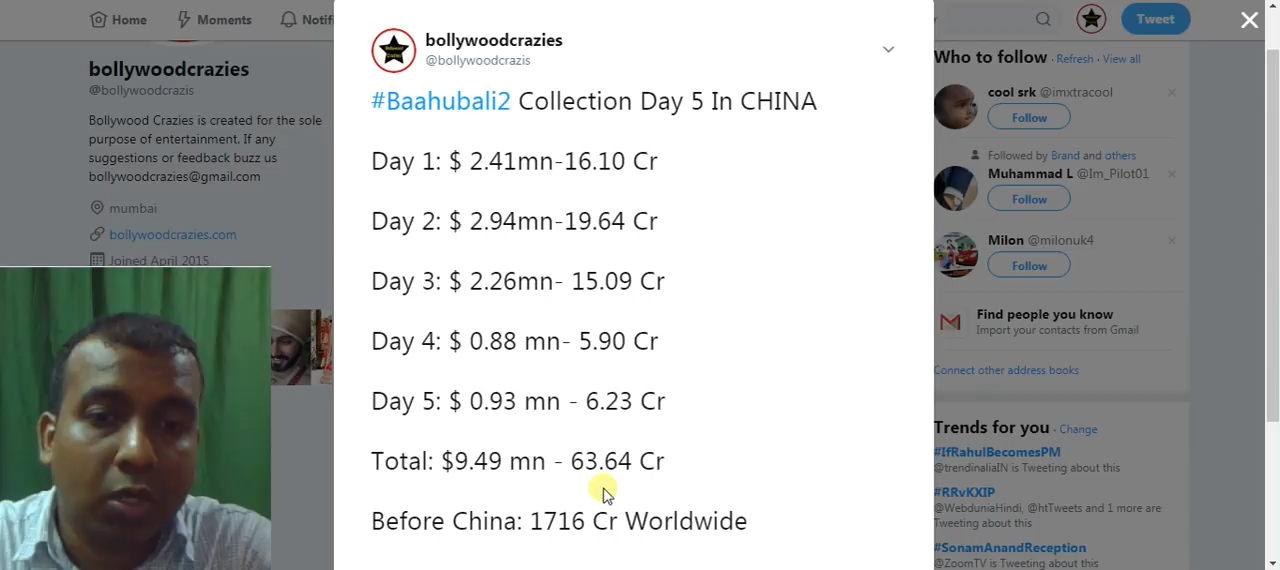 Home
Moments
Notifi
Tweet
bollywoodcrazies
@bollywoodcrazis
Bollywood Crazies is created for the sole
purpose of entertainment. If any
suggestions or feedback buzz us
bollywoodcrazies@gmail.com
mumbai
bollywoodcrazies.com
Joined April 2015
bollywoodcrazies
@bollywoodcrazis
#Baahubali2 Collection Day 5 In CHINA
Day 1: $ 2.41mn-16.10 Cr
Day 2: $ 2.94mn-19.64 Cr
Day 3: $ 2.26mn- 15.09 Cr
Day 4: $ 0.88 mn- 5.90 Cr
Day 5: $ 0.93 mn - 6.23 Cr
Total: $9.49 mn - 63.64 Cr
Before China: 1716 Cr Worldwide
Who to follow · Refresh · View all
cool srk @imxtracool
Follow
Followed by Brand and others
Muhammad L @Im_Pilot01
Follow
Milon @milonuk4
Follow
Find people you know
Import your contacts from Gmail
Connect other address books
Trends for you · Change
#IfRahulBecomesPM
@trendinaliaIN is Tweeting about this
#RRvKXIP
@WebduniaHindi, @htTweets and 1 more are
Tweeting about this
#SonamAnandReception
@ZoomTV is Tweeting about this